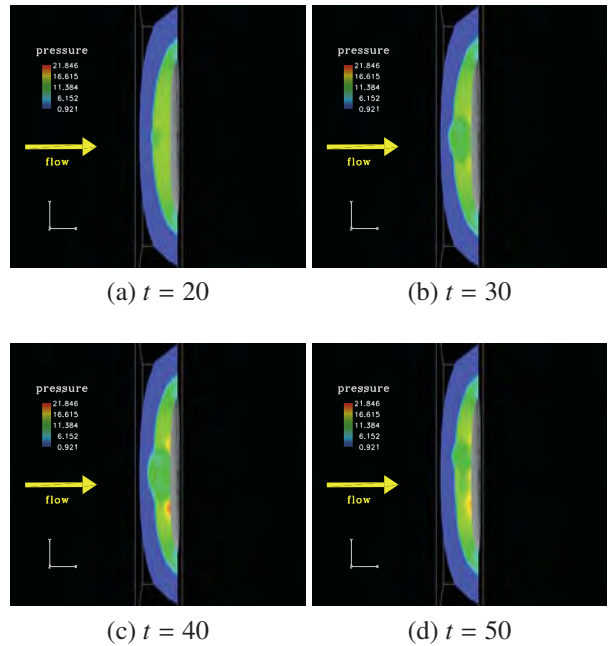 pressure
21.846
16.615
11.384
6.152
0.921
flow
(a) t = 20
pressure
21.846
16.615
11.384
6.152
0.921
flow
(b) t = 30
pressure
21.846
16.615
11.384
6.152
0.921
flow
(c) t = 40
pressure
21.846
16.615
11.384
6.152
0.921
flow
(d) t = 50